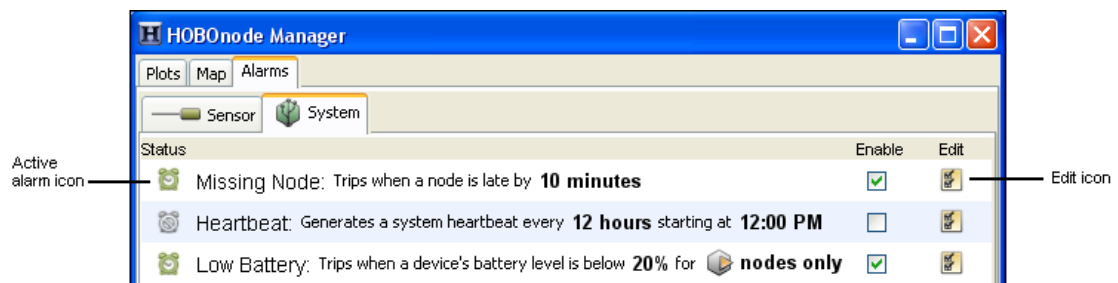 HOBOnode Manager
Plots Map Alarms
Sensor System
Status Enable Edit
Active
alarm icon
Missing Node: Trips when a node is late by 10 minutes
Edit icon
Heartbeat: Generates a system heartbeat every 12 hours starting at 12:00 PM
Low Battery: Trips when a device's battery level is below 20% for nodes only